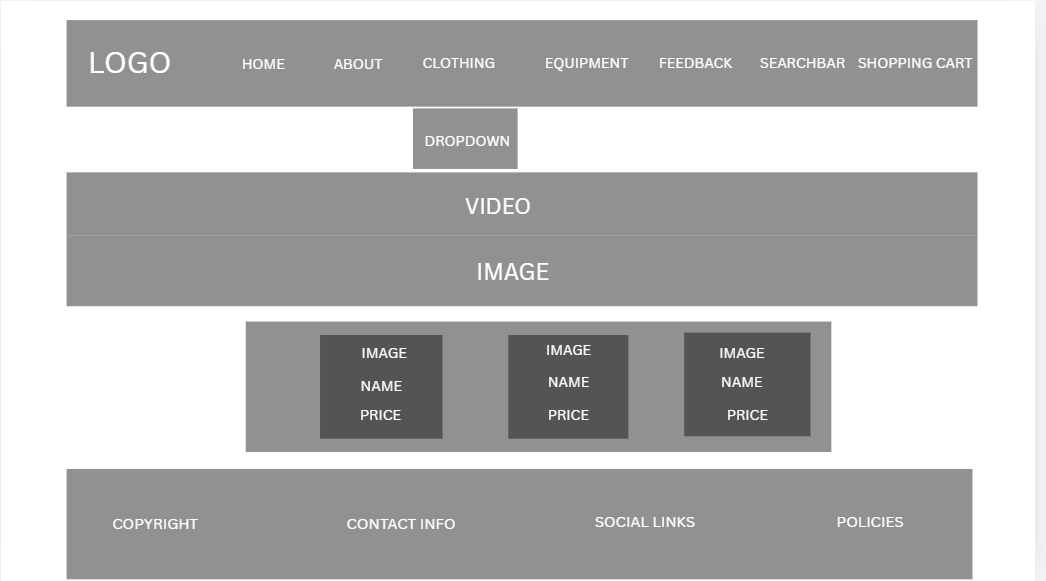 LOGO HOME ABOUT CLOTHING EQUIPMENT FEEDBACK SEARCHBAR SHOPPING CART
DROPDOWN
VIDEO
IMAGE
IMAGE IMAGE IMAGE
NAME NAME NAME
PRICE PRICE PRICE
COPYRIGHT CONTACT INFO SOCIAL LINKS POLICIES